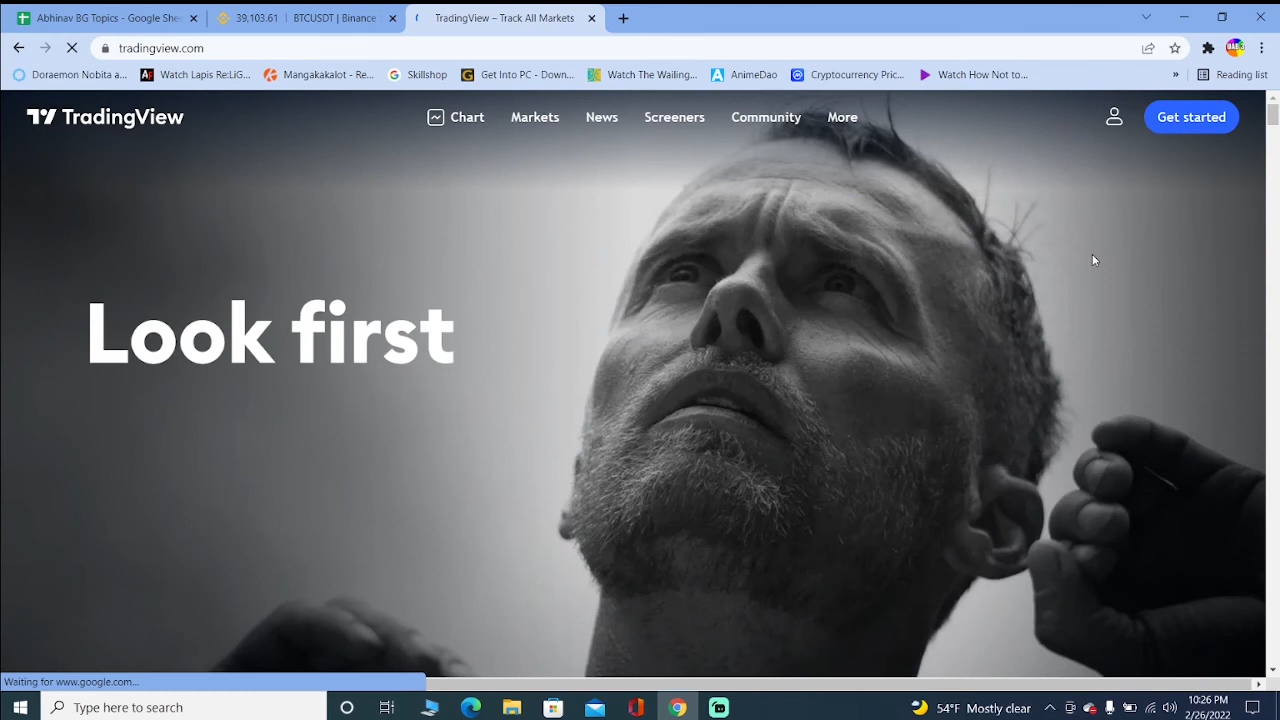 Abhinav BG Topics - Google She
39,103.61 | BTCUSDT | Binance
TradingView – Track All Markets
tradingview.com
Doraemon Nobita a...
Watch Lapis Re:LiG...
Mangakakalot - Re...
Skillshop
Get Into PC - Down...
Watch The Wailing...
AnimeDao
Cryptocurrency Pric...
Watch How Not to...
»
Reading list
TradingView
Chart
Markets
News
Screeners
Community
More
Get started
Look first
Waiting for www.google.com...
Type here to search
54°F Mostly clear
10:26 PM
2/26/2022